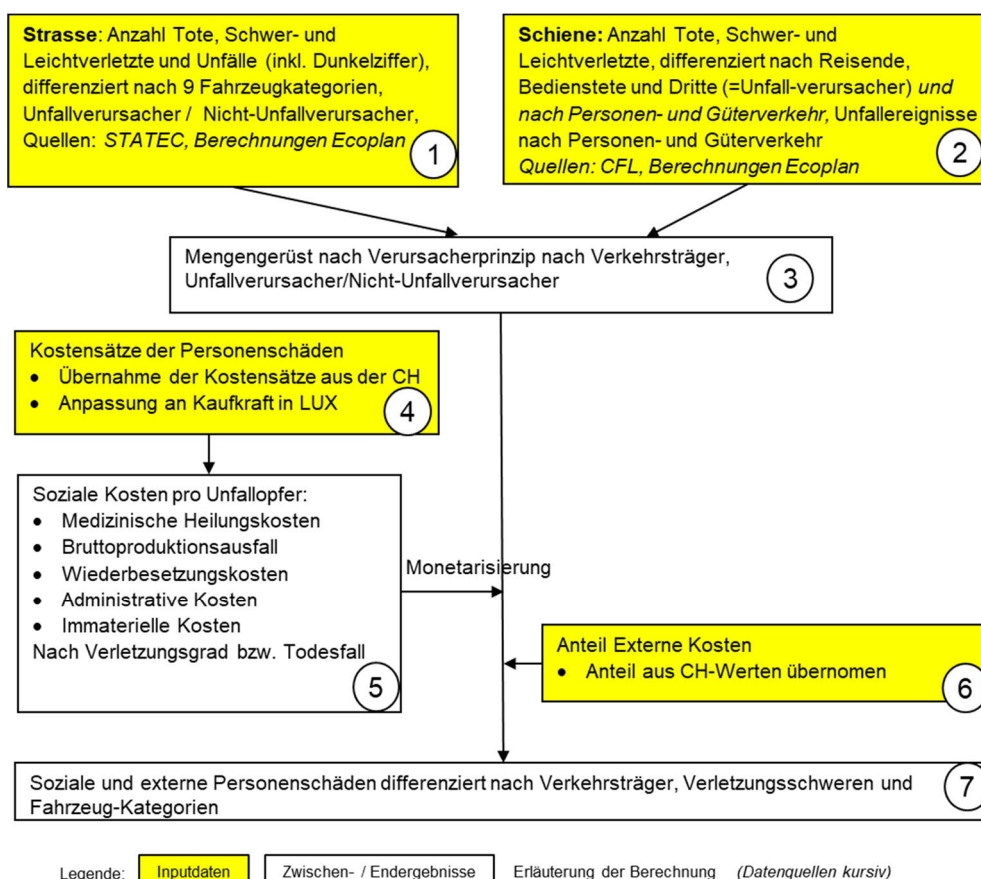 Strasse: Anzahl Tote, Schwer- und
Leichtverletzte und Unfälle (inkl. Dunkelziffer),
differenziert nach 9 Fahrzeugkategorien,
Unfallverursacher / Nicht-Unfallverursacher,
Quellen: STATEC, Berechnungen Ecoplan
1
Schiene: Anzahl Tote, Schwer- und
Leichtverletzte, differenziert nach Reisende,
Bedienstete und Dritte (=Unfall-verursacher) und
nach Personen- und Güterverkehr, Unfallereignisse
nach Personen- und Güterverkehr
Quellen: CFL, Berechnungen Ecoplan
2
Mengengerüst nach Verursacherprinzip nach Verkehrsträger,
Unfallverursacher/Nicht-Unfallverursacher
3
Kostensätze der Personenschäden
• Übernahme der Kostensätze aus der CH
• Anpassung an Kaufkraft in LUX
4
Soziale Kosten pro Unfallopfer:
• Medizinische Heilungskosten
• Bruttoproduktionsausfall
• Wiederbesetzungskosten
• Administrative Kosten
• Immaterielle Kosten
Nach Verletzungsgrad bzw. Todesfall
5
Monetarisierung
Anteil Externe Kosten
• Anteil aus CH-Werten übernomen
6
Soziale und externe Personenschäden differenziert nach Verkehrsträger, Verletzungsschweren und
Fahrzeug-Kategorien
7
Legende: Inputdaten Zwischen- / Endergebnisse Erläuterung der Berechnung (Datenquellen kursiv)